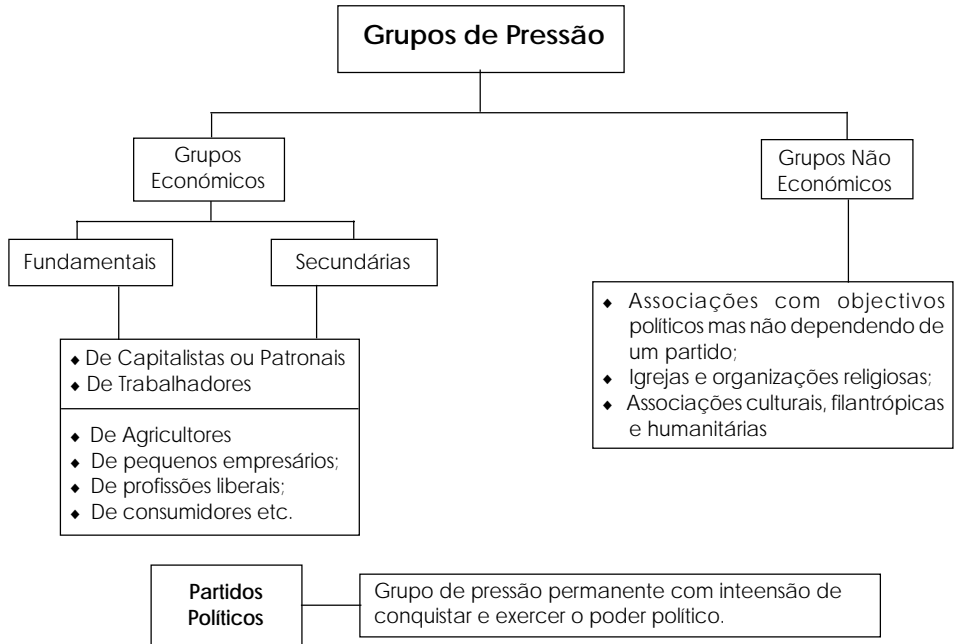 Grupos de Pressão
Grupos
Económicos
Grupos Não
Económicos
Fundamentais
Secundárias
◆ De Capitalistas ou Patronais
◆ De Trabalhadores
◆ De Agricultores
◆ De pequenos empresários;
◆ De profissões liberais;
◆ De consumidores etc.
◆ Associações com objectivos
políticos mas não dependendo de
um partido;
◆ Igrejas e organizações religiosas;
◆ Associações culturais, filantrópicas
e humanitárias
Partidos
Políticos
Grupo de pressão permanente com inteensão de
conquistar e exercer o poder político.